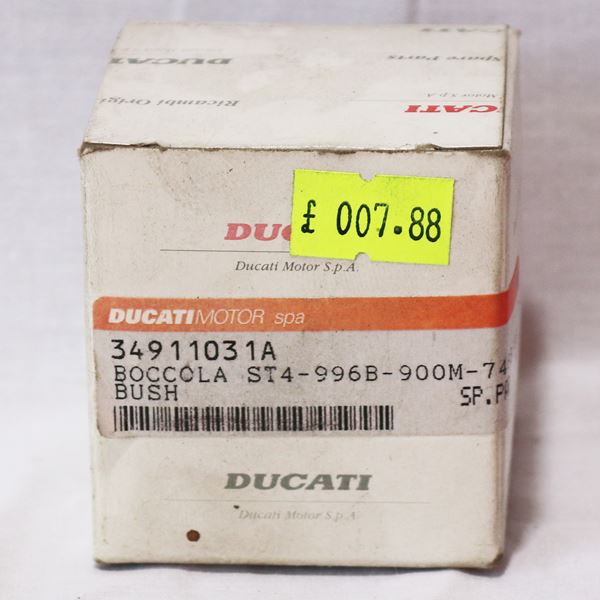 DUCATI
Spare Parts
CATI
Motor S.p.A
Ricambi Origi
£ 007.88
DUC
Ducati Motor S.p.A.
DUCATIMOTOR spa
34911031A
BOCCOLA ST4-996B-900M-74
BUSH SP.PA
DUCATI
Ducati Motor S.p.A.